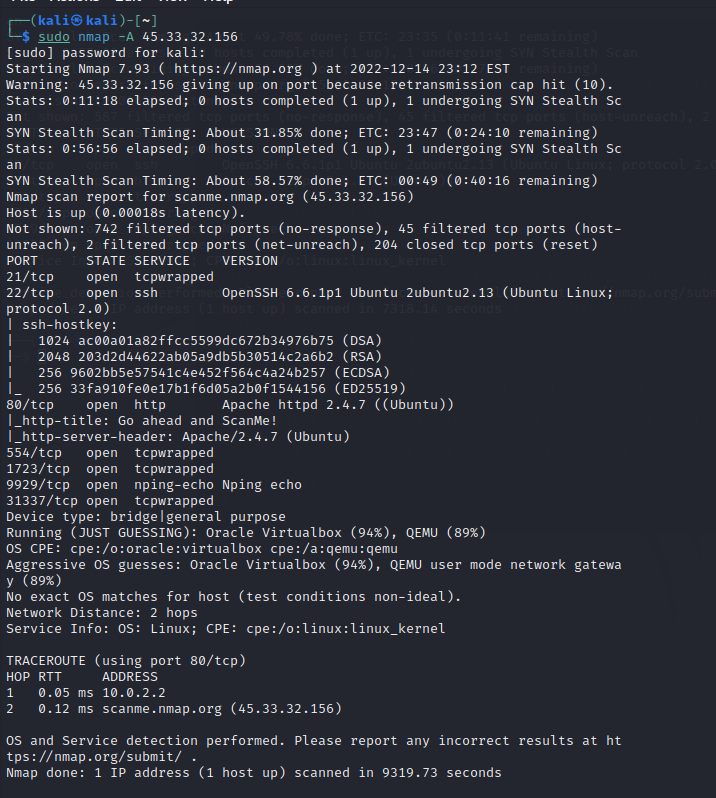 ┌──(kali㉿kali)-[~]
└─$ sudo nmap -A 45.33.32.156
[sudo] password for kali:
Starting Nmap 7.93 ( https://nmap.org ) at 2022-12-14 23:12 EST
Warning: 45.33.32.156 giving up on port because retransmission cap hit (10).
Stats: 0:11:18 elapsed; 0 hosts completed (1 up), 1 undergoing SYN Stealth Sc
an
SYN Stealth Scan Timing: About 31.85% done; ETC: 23:47 (0:24:10 remaining)
Stats: 0:56:56 elapsed; 0 hosts completed (1 up), 1 undergoing SYN Stealth Sc
an
SYN Stealth Scan Timing: About 58.57% done; ETC: 00:49 (0:40:16 remaining)
Nmap scan report for scanme.nmap.org (45.33.32.156)
Host is up (0.00018s latency).
Not shown: 742 filtered tcp ports (no-response), 45 filtered tcp ports (host-
unreach), 2 filtered tcp ports (net-unreach), 204 closed tcp ports (reset)
PORT      STATE SERVICE    VERSION
21/tcp    open  tcpwrapped
22/tcp    open  ssh        OpenSSH 6.6.1p1 Ubuntu 2ubuntu2.13 (Ubuntu Linux;
protocol 2.0)
| ssh-hostkey:
|   1024 ac00a01a82ffcc5599dc672b34976b75 (DSA)
|   2048 203d2d44622ab05a9db5b30514c2a6b2 (RSA)
|   256 9602bb5e57541c4e452f564c4a24b257 (ECDSA)
|_  256 33fa910fe0e17b1f6d05a2b0f1544156 (ED25519)
80/tcp    open  http       Apache httpd 2.4.7 ((Ubuntu))
|_http-title: Go ahead and ScanMe!
|_http-server-header: Apache/2.4.7 (Ubuntu)
554/tcp   open  tcpwrapped
1723/tcp  open  tcpwrapped
9929/tcp  open  nping-echo Nping echo
31337/tcp open  tcpwrapped
Device type: bridge|general purpose
Running (JUST GUESSING): Oracle Virtualbox (94%), QEMU (89%)
OS CPE: cpe:/o:oracle:virtualbox cpe:/a:qemu:qemu
Aggressive OS guesses: Oracle Virtualbox (94%), QEMU user mode network gatewa
y (89%)
No exact OS matches for host (test conditions non-ideal).
Network Distance: 2 hops
Service Info: OS: Linux; CPE: cpe:/o:linux:linux_kernel
TRACEROUTE (using port 80/tcp)
HOP RTT     ADDRESS
1   0.05 ms 10.0.2.2
2   0.12 ms scanme.nmap.org (45.33.32.156)
OS and Service detection performed. Please report any incorrect results at ht
tps://nmap.org/submit/ .
Nmap done: 1 IP address (1 host up) scanned in 9319.73 seconds